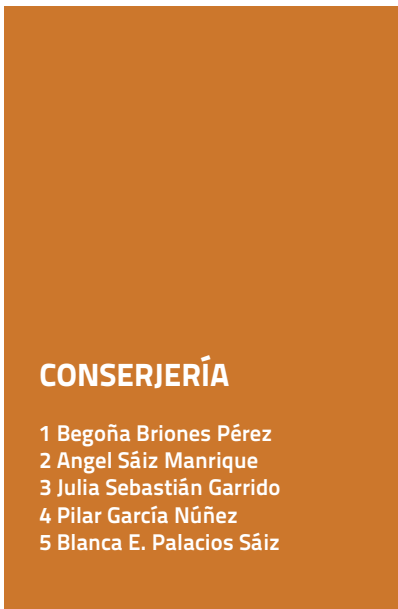 CONSERJERÍA
1 Begoña Briones Pérez
2 Angel Sáiz Manrique
3 Julia Sebastián Garrido
4 Pilar García Núñez
5 Blanca E. Palacios Sáiz